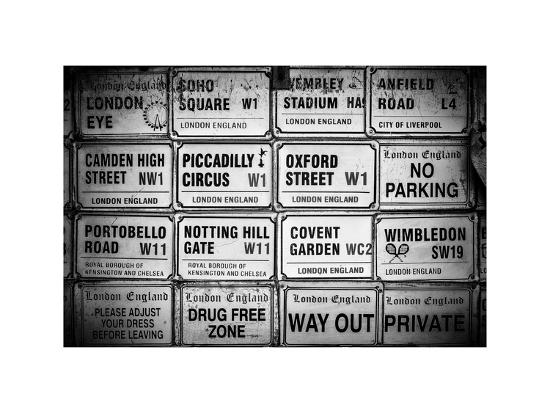 London England
LONDON
EYE
SOHO
SQUARE W1
LONDON ENGLAND
WEMBLEY
STADIUM HA9
LONDON ENGLAND
ANFIELD
ROAD L4
CITY OF LIVERPOOL
CAMDEN HIGH
STREET NW1
LONDON ENGLAND
PICCADILLY
CIRCUS W1
LONDON ENGLAND
OXFORD
STREET W1
LONDON ENGLAND
London England
NO
PARKING
PORTOBELLO
ROAD W11
ROYAL BOROUGH OF
KENSINGTON AND CHELSEA
NOTTING HILL
GATE W11
ROYAL BOROUGH OF
KENSINGTON AND CHELSEA
COVENT
GARDEN WC2
LONDON ENGLAND
WIMBLEDON
SW19
LONDON ENGLAND
London England
PLEASE ADJUST
YOUR DRESS
BEFORE LEAVING
London England
DRUG FREE
ZONE
London England
WAY OUT
London England
PRIVATE